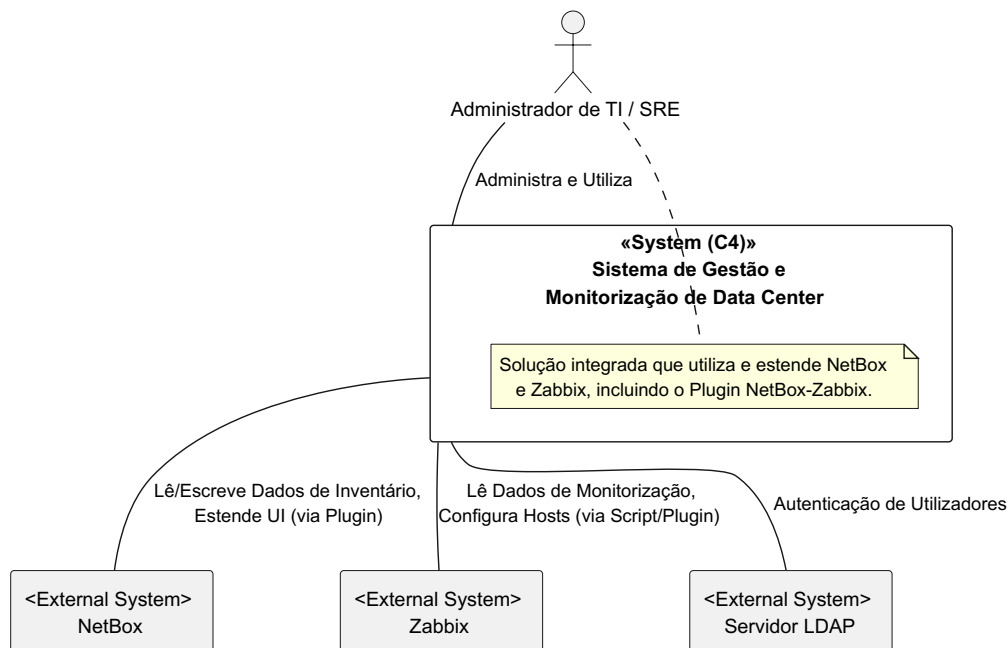 Administrador de TI / SRE
Administra e Utiliza
«System (C4)»
Sistema de Gestão e
Monitorização de Data Center
Solução integrada que utiliza e estende NetBox
e Zabbix, incluindo o Plugin NetBox-Zabbix.
Lê/Escreve Dados de Inventário,
Estende UI (via Plugin)
Lê Dados de Monitorização,
Configura Hosts (via Script/Plugin)
Autenticação de Utilizadores
<External System>
NetBox
<External System>
Zabbix
<External System>
Servidor LDAP